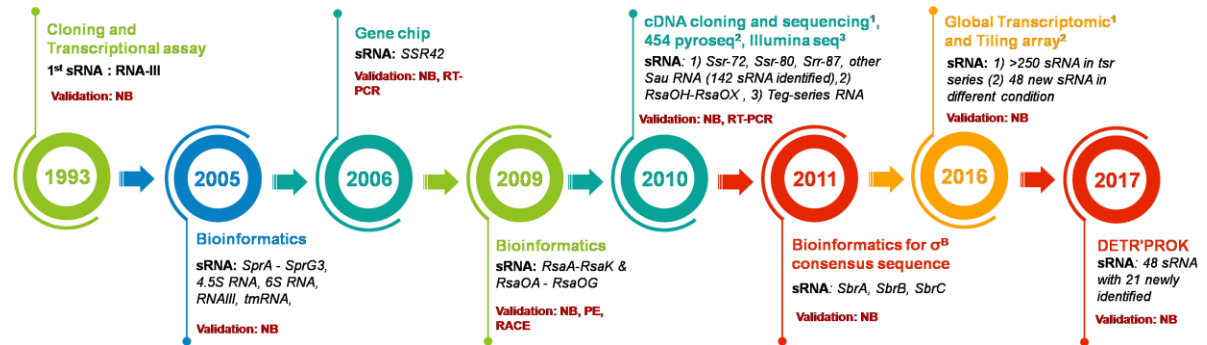 Cloning and
Transcriptional assay
1st sRNA : RNA-III
Validation: NB
1993
2005
Bioinformatics
sRNA: SprA - SprG3,
4.5S RNA, 6S RNA,
RNAIII, tmRNA,
Validation: NB
Gene chip
sRNA: SSR42
Validation: NB, RT-
PCR
2006
2009
Bioinformatics
sRNA: RsaA-RsaK &
RsaOA - RsaOG
Validation: NB, PE,
RACE
cDNA cloning and sequencing1,
454 pyroseq2, Illumina seq3
sRNA: 1) Ssr-72, Ssr-80, Srr-87, other
Sau RNA (142 sRNA identified),2)
RsaOH-RsaOX , 3) Teg-series RNA
Validation: NB, RT-PCR
2010
2011
Bioinformatics for σB
consensus sequence
sRNA: SbrA, SbrB, SbrC
Validation: NB
Global Transcriptomic1
and Tiling array2
sRNA: 1) >250 sRNA in tsr
series (2) 48 new sRNA in
different condition
Validation: NB
2016
2017
DETR'PROK
sRNA: 48 sRNA
with 21 newly
identified
Validation: NB